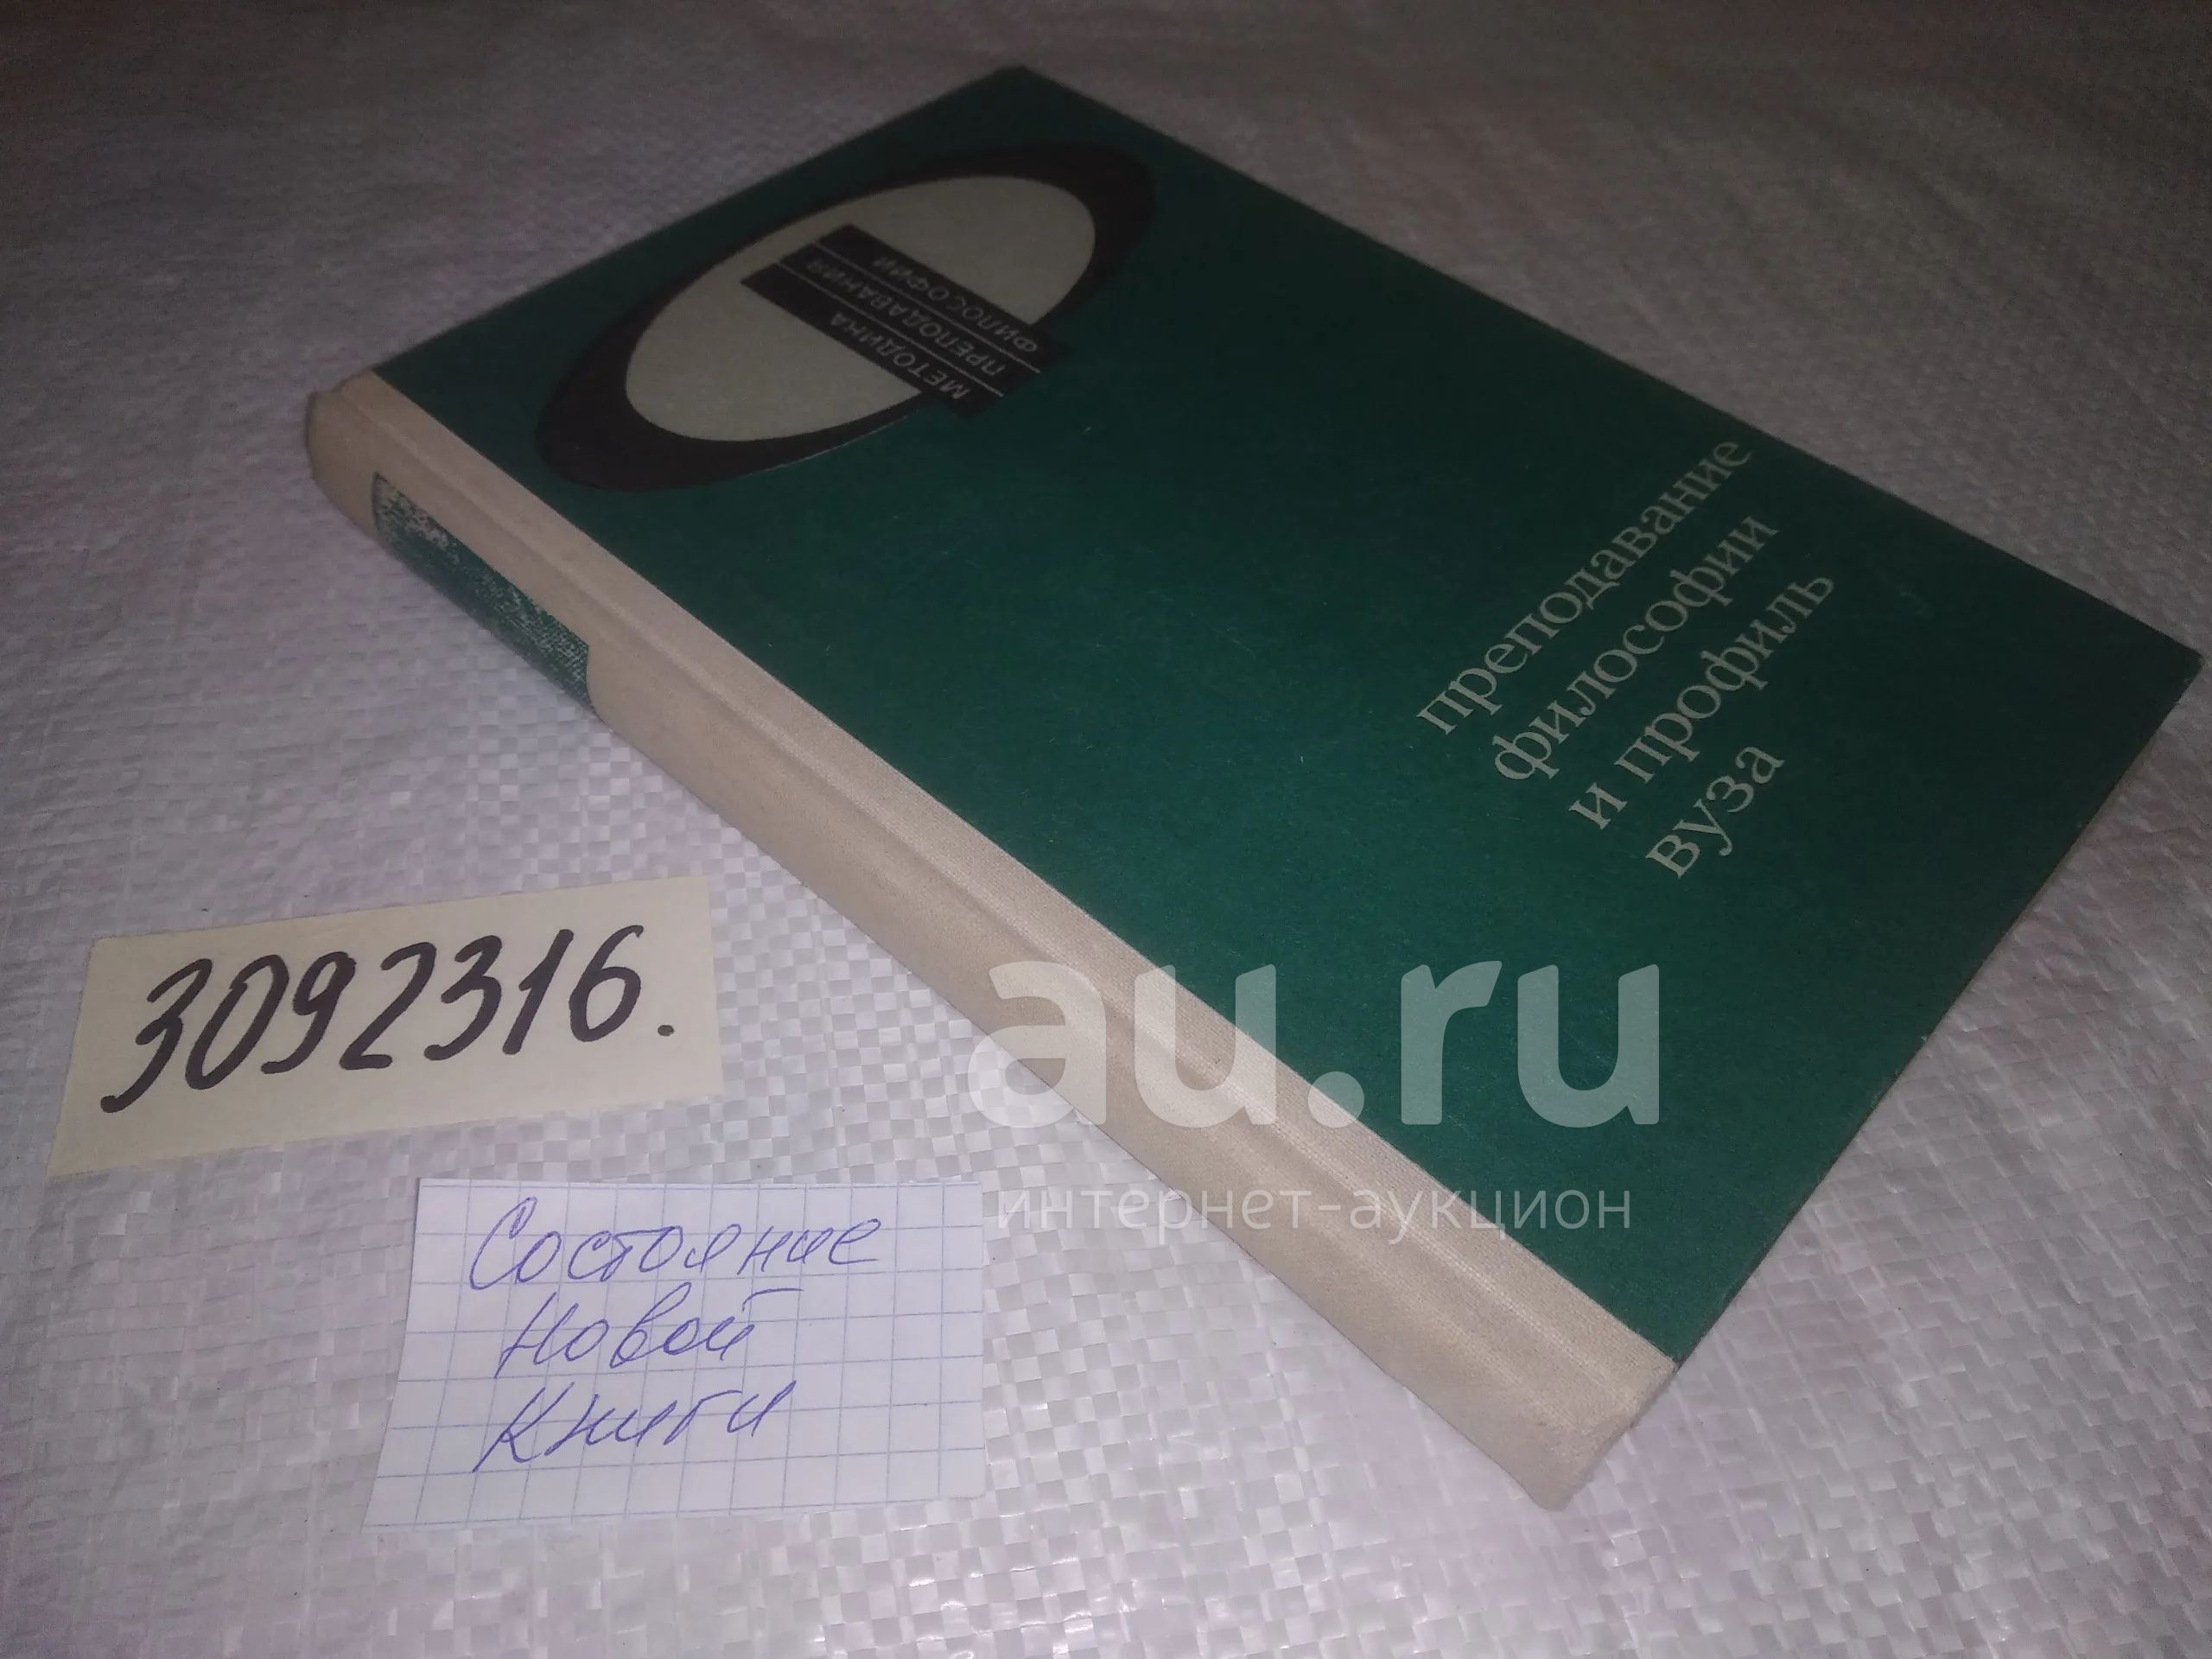 МЕТОДИКА
ПРЕПОДАВАНИЯ
ФИЛОСОФИИ
преподавание
философии
и профиль
вуза
3092316.
Состояние
Новой
Книги
au.ru
интернет-аукцион